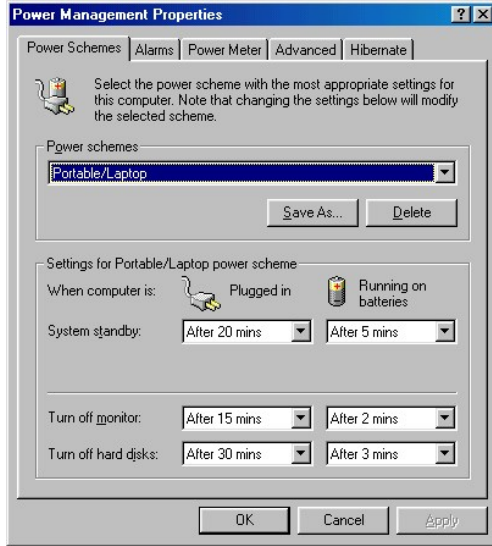 Power Management Properties
Power Schemes Alarms Power Meter Advanced Hibernate
Select the power scheme with the most appropriate settings for
this computer. Note that changing the settings below will modify
the selected scheme.
Power schemes
Portable/Laptop
Save As... Delete
Settings for Portable/Laptop power scheme
When computer is: Plugged in Running on
batteries
System standby: After 20 mins After 5 mins
Turn off monitor: After 15 mins After 2 mins
Turn off hard disks: After 30 mins After 3 mins
OK Cancel Apply